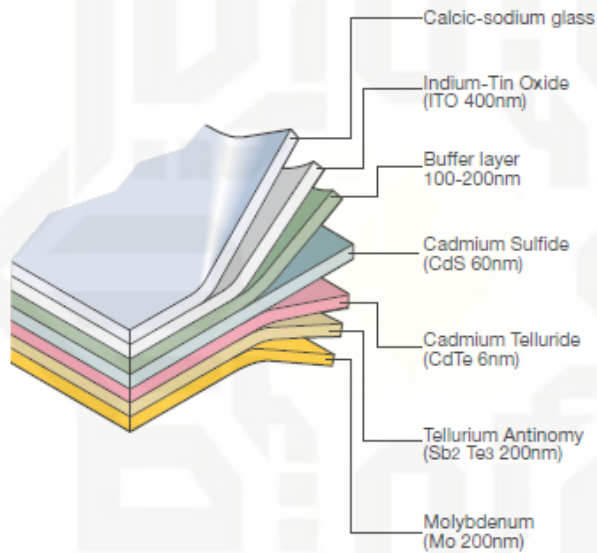 Calcic-sodium glass
Indium-Tin Oxide
(ITO 400nm)
Buffer layer
100-200nm
Cadmium Sulfide
(CdS 60nm)
Cadmium Telluride
(CdTe 6nm)
Tellurium Antinomy
(Sb2 Te3 200nm)
Molybdenum
(Mo 200nm)